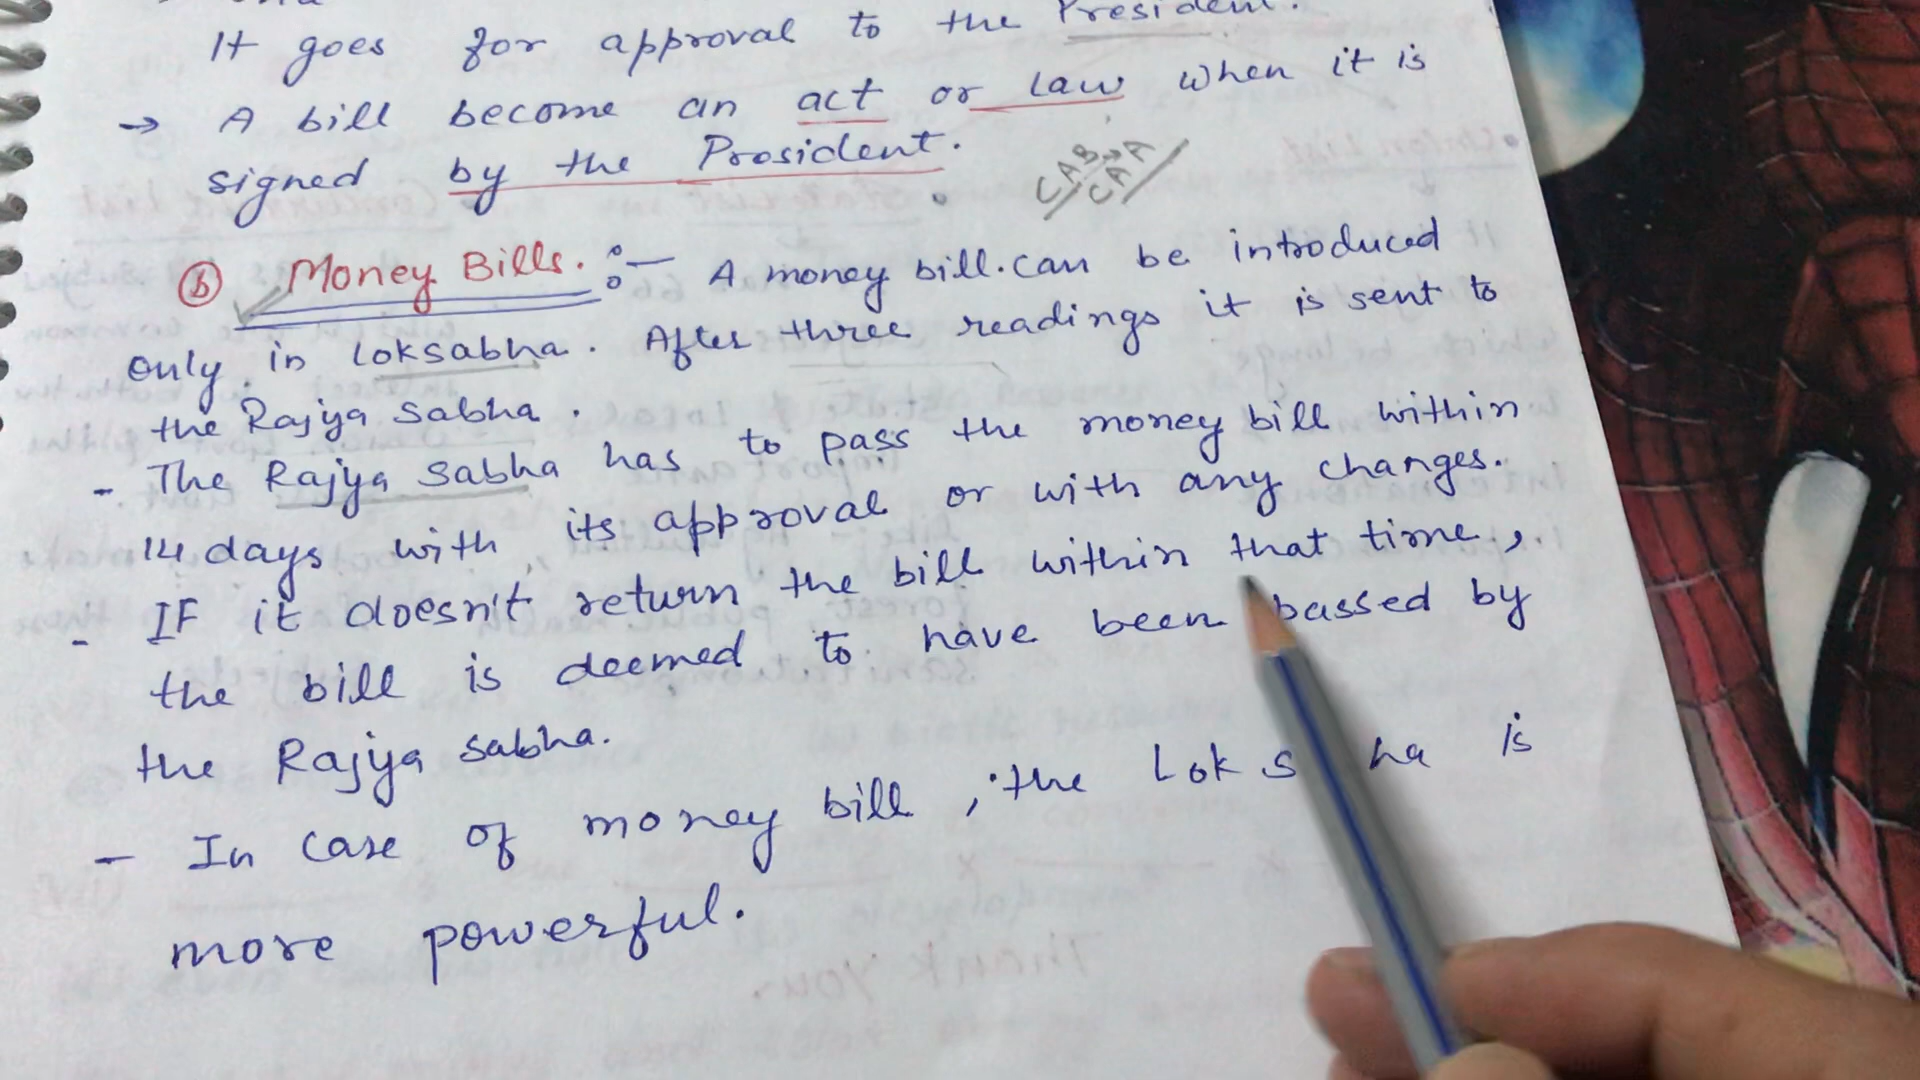 It goes for approval to the President.
→ A bill become an act or law when it is
signed by the President.
CAB → A
CA
ⓑ Money Bills. :— A money bill. can be introduced
only. in Loksabha. After three readings it is sent to
the Rajya Sabha.
- The Rajya Sabha has to pass the money bill within
14 days with its approval or with any changes.
- IF it doesn't return the bill within that time,
the bill is deemed to have been passed by
the Rajya Sabha.
- In case of money bill, the Lok s ha is
more powerful.